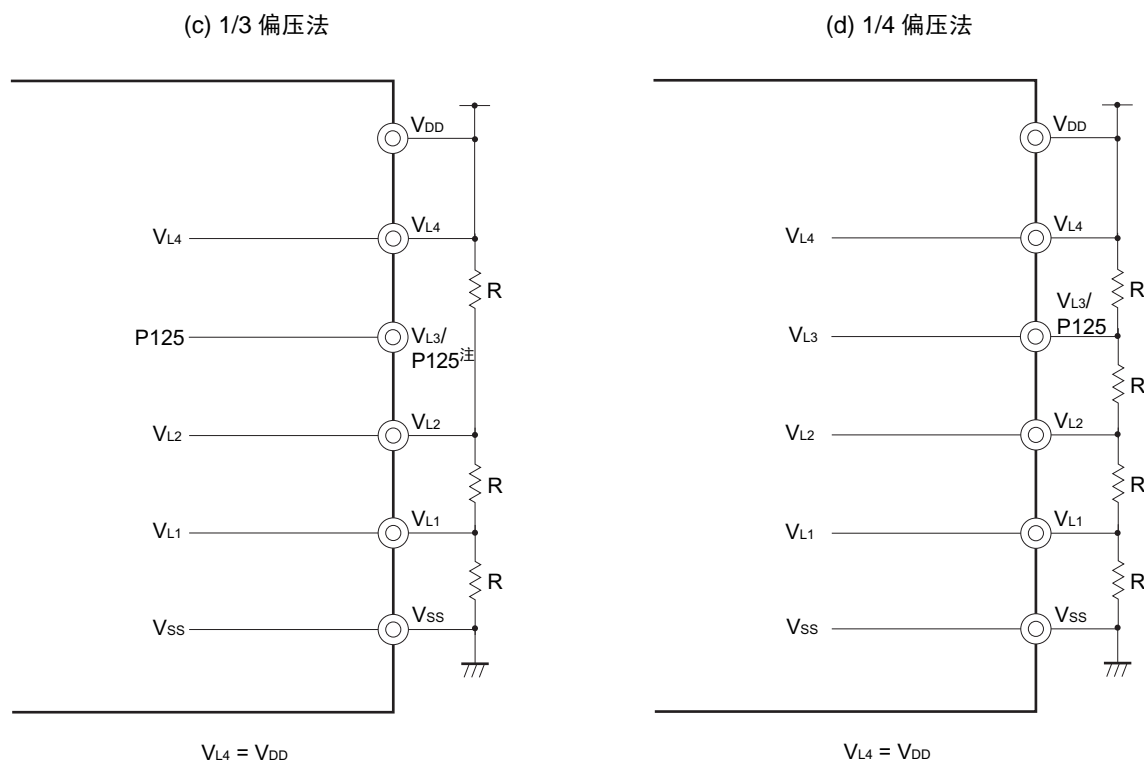 (c) 1/3 偏压法
VDD
VL4
VL4
R
P125
VL3/
P125注
VL2
VL2
R
VL1
VL1
R
VSS
VSS
VL4 = VDD
(d) 1/4 偏压法
VDD
VL4
VL4
R
VL3/
P125
VL3
R
VL2
VL2
R
VL1
VL1
R
VSS
VSS
VL4 = VDD